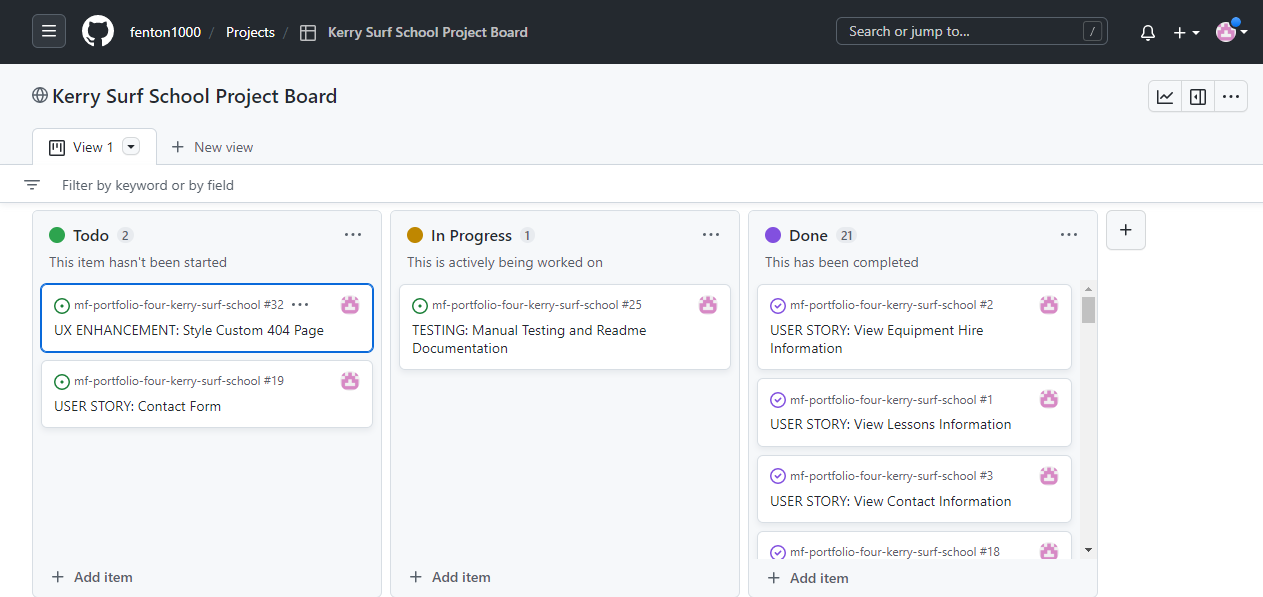 fenton1000 / Projects / Kerry Surf School Project Board
Search or jump to... /
Kerry Surf School Project Board
View 1
New view
Filter by keyword or by field
Todo 2
This item hasn't been started
mf-portfolio-four-kerry-surf-school #32
UX ENHANCEMENT: Style Custom 404 Page
mf-portfolio-four-kerry-surf-school #19
USER STORY: Contact Form
Add item
In Progress 1
This is actively being worked on
mf-portfolio-four-kerry-surf-school #25
TESTING: Manual Testing and Readme
Documentation
Add item
Done 21
This has been completed
mf-portfolio-four-kerry-surf-school #2
USER STORY: View Equipment Hire
Information
mf-portfolio-four-kerry-surf-school #1
USER STORY: View Lessons Information
mf-portfolio-four-kerry-surf-school #3
USER STORY: View Contact Information
mf-portfolio-four-kerry-surf-school #18
Add item